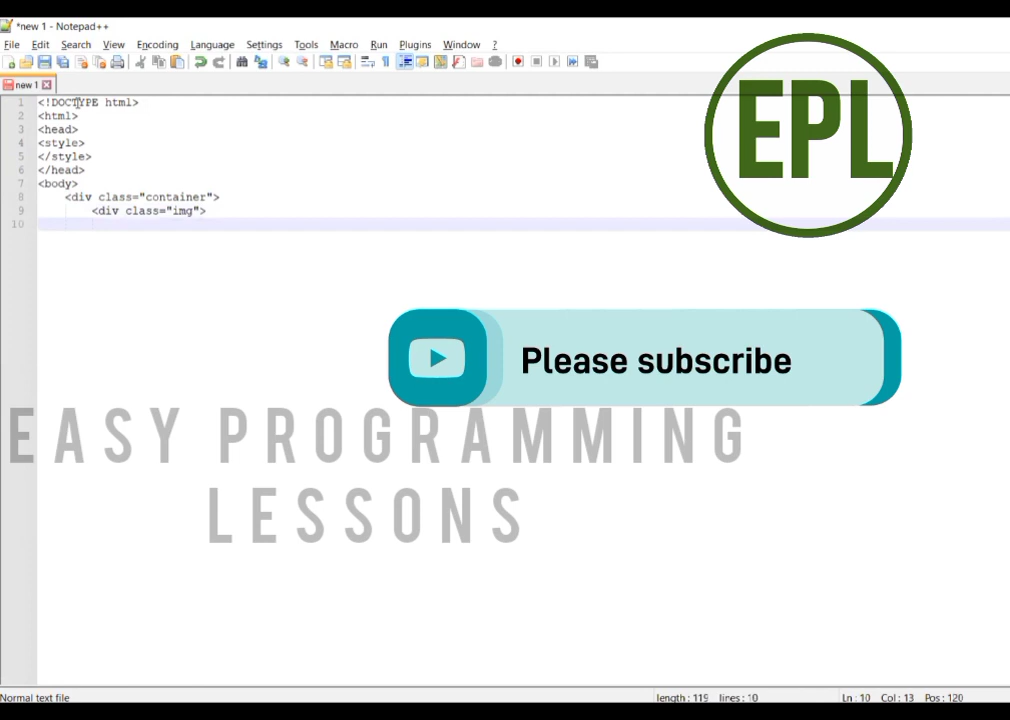 *new 1 - Notepad++
File Edit Search View Encoding Language Settings Tools Macro Run Plugins Window ?
new 1
1 <!DOCTYPE html>
2 <html>
3 <head>
4 <style>
5 </style>
6 </head>
7 <body>
8 <div class="container">
9 <div class="img">
10
EPL
Please subscribe
EASY PROGRAMMING
LESSONS
Normal text file length : 119 lines : 10 Ln : 10 Col : 13 Pos : 120